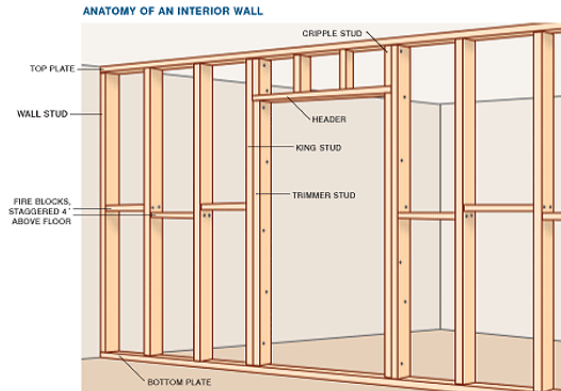 ANATOMY OF AN INTERIOR WALL
CRIPPLE STUD
TOP PLATE
WALL STUD
HEADER
KING STUD
TRIMMER STUD
FIRE BLOCKS,
STAGGERED 4'
ABOVE FLOOR
BOTTOM PLATE